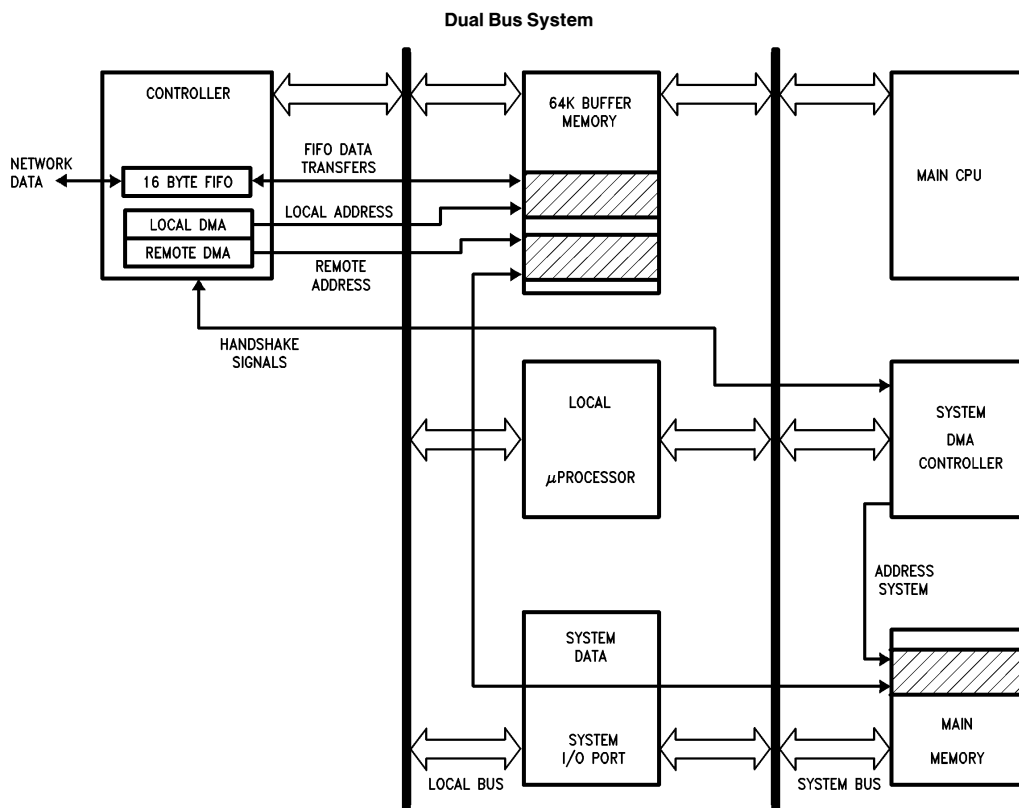 Dual Bus System
CONTROLLER
64K BUFFER
MEMORY
MAIN CPU
NETWORK
DATA
16 BYTE FIFO
FIFO DATA
TRANSFERS
LOCAL DMA
REMOTE DMA
LOCAL ADDRESS
REMOTE
ADDRESS
HANDSHAKE
SIGNALS
LOCAL
μPROCESSOR
SYSTEM
DMA
CONTROLLER
ADDRESS
SYSTEM
SYSTEM
DATA
SYSTEM
I/O PORT
MAIN
MEMORY
LOCAL BUS
SYSTEM BUS